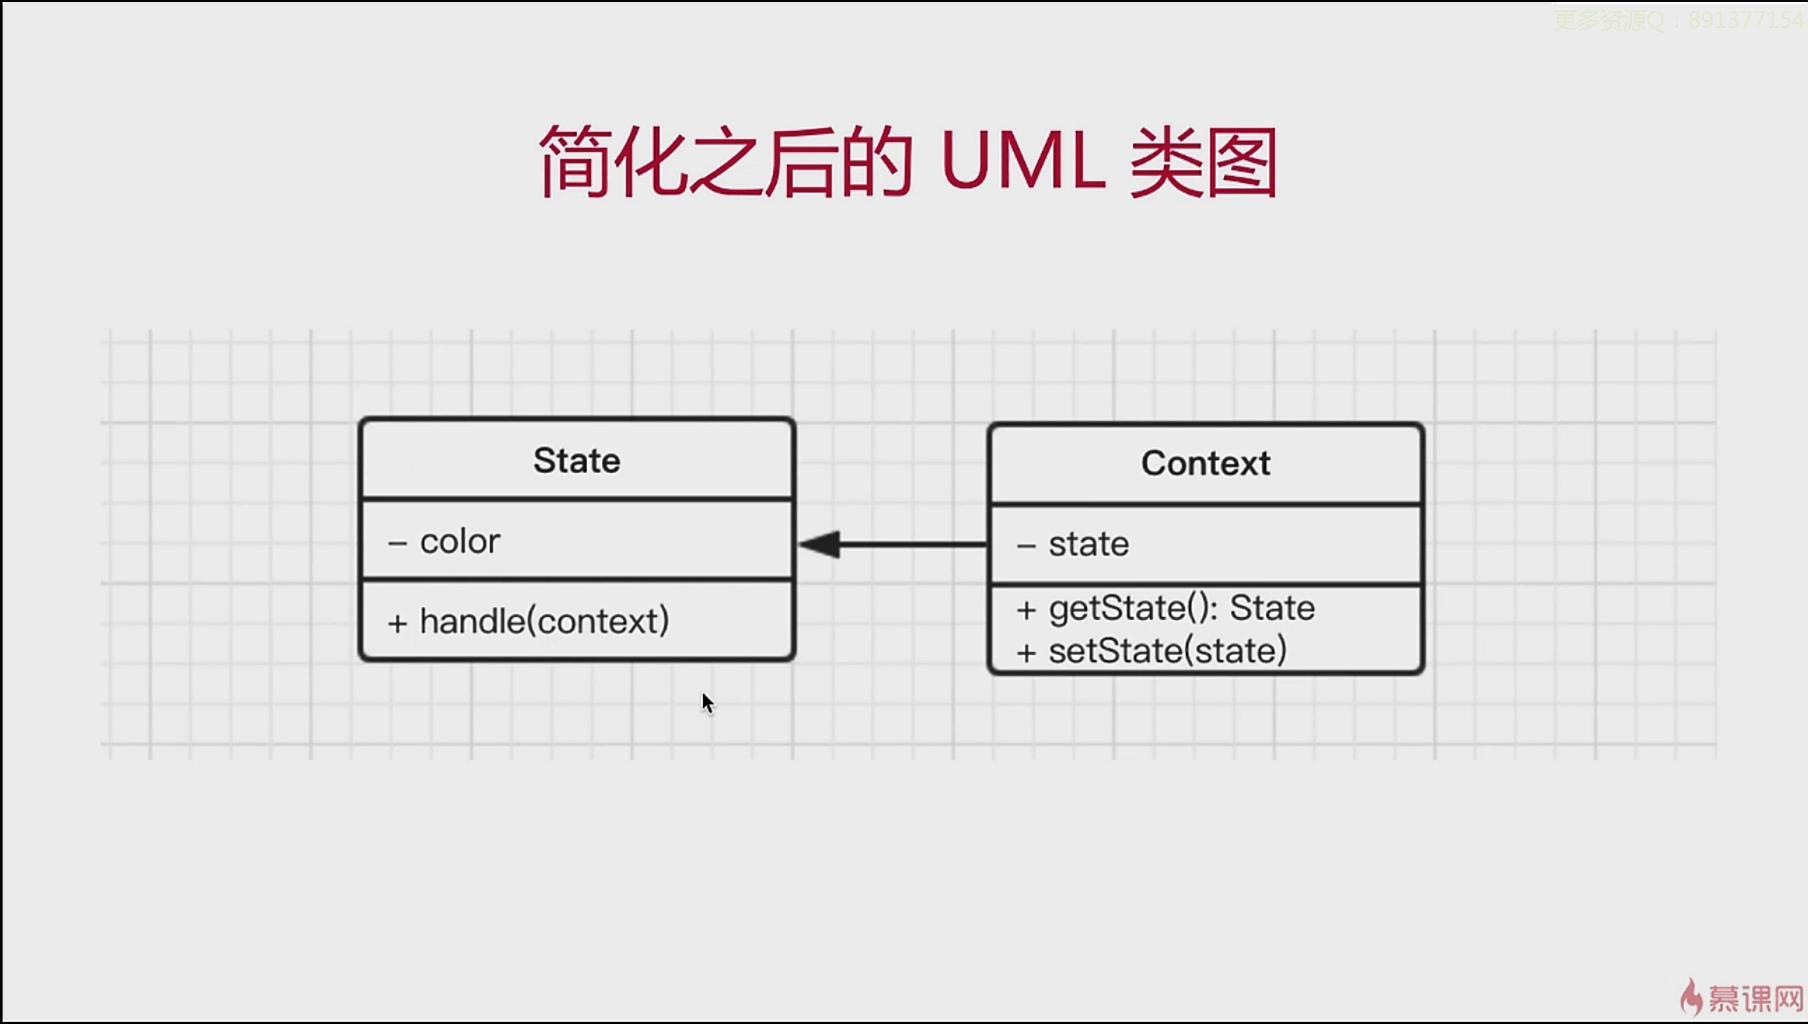 更多资源Q：891377154
简化之后的 UML 类图
State
– color
+ handle(context)
Context
– state
+ getState(): State
+ setState(state)
慕课网